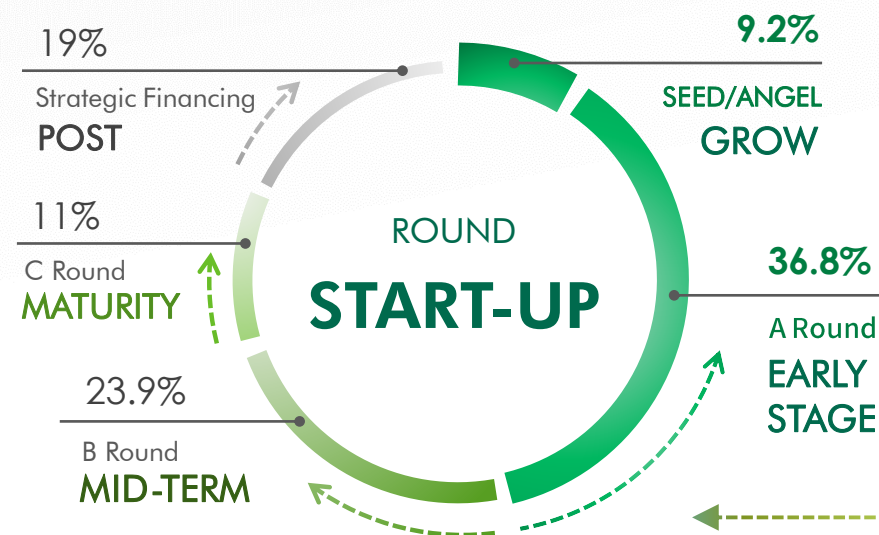 19%
Strategic Financing
POST
11%
C Round
MATURITY
23.9%
B Round
MID-TERM
ROUND
START-UP
9.2%
SEED/ANGEL
GROW
36.8%
A Round
EARLY
STAGE